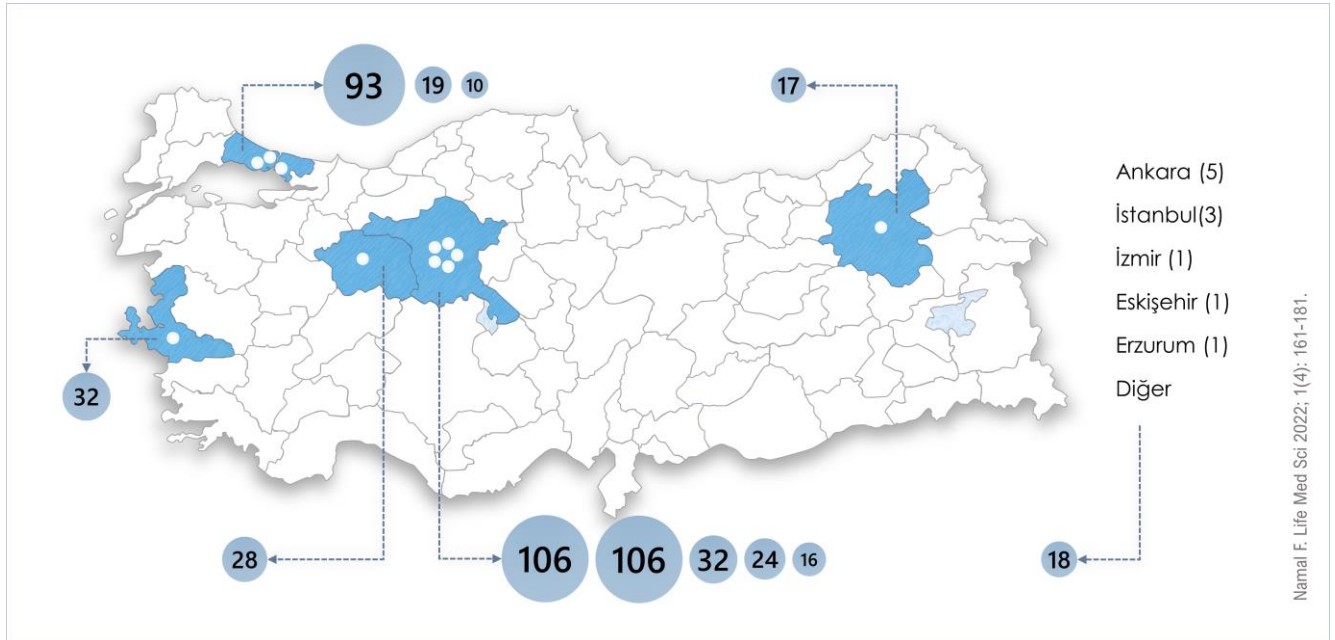 93 19 10
17
Ankara (5)
İstanbul(3)
İzmir (1)
Eskişehir (1)
Erzurum (1)
Diğer
32
28
106 106 32 24 16
18
Namal F. Life Med Sci 2022; 1(4): 161-181.